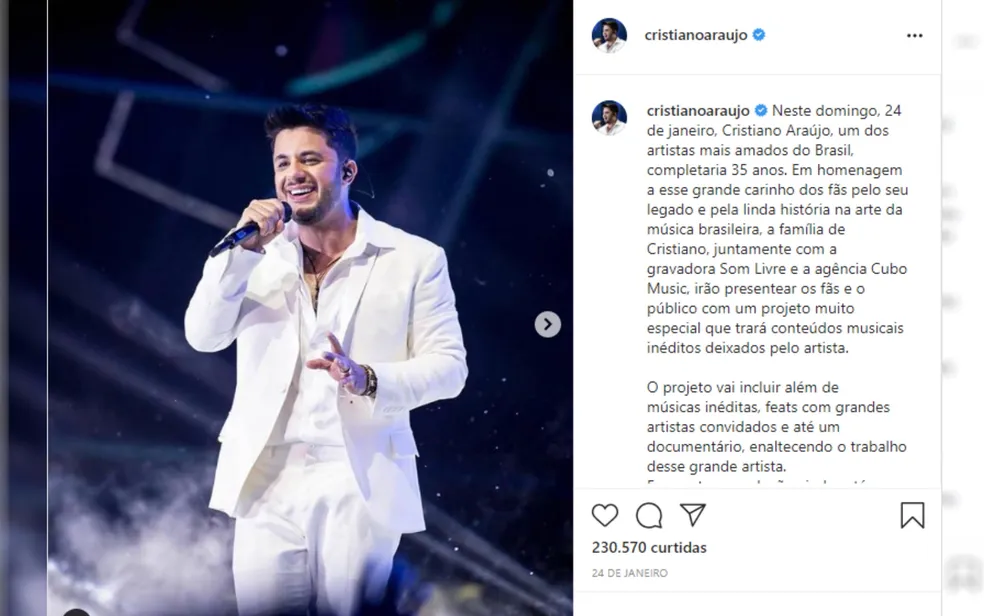 cristianoaraujo
cristianoaraujo Neste domingo, 24
de janeiro, Cristiano Araújo, um dos
artistas mais amados do Brasil,
completaria 35 anos. Em homenagem
a esse grande carinho dos fãs pelo seu
legado e pela linda história na arte da
música brasileira, a família de
Cristiano, juntamente com a
gravadora Som Livre e a agência Cubo
Music, irão presentear os fãs e o
público com um projeto muito
especial que trará conteúdos musicais
inéditos deixados pelo artista.
O projeto vai incluir além de
músicas inéditas, feats com grandes
artistas convidados e até um
documentário, enaltecendo o trabalho
desse grande artista.
230.570 curtidas
24 DE JANEIRO